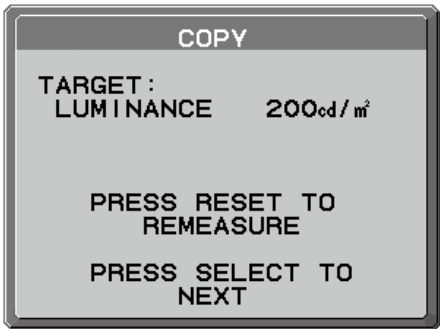 COPY
TARGET:
LUMINANCE 200cd/㎡
PRESS RESET TO
REMEASURE
PRESS SELECT TO
NEXT